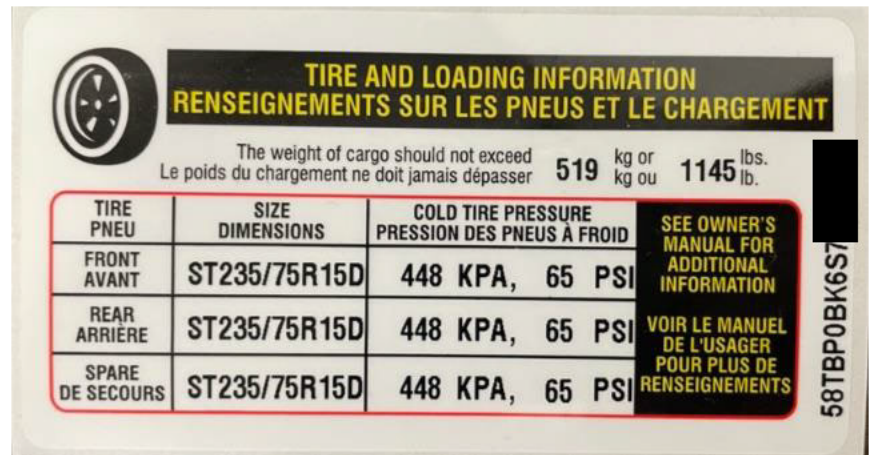 TIRE AND LOADING INFORMATION
RENSEIGNEMENTS SUR LES PNEUS ET LE CHARGEMENT
The weight of cargo should not exceed 519 kg or 1145 lbs.
Le poids du chargement ne doit jamais dépasser kg ou lb.
TIRE SIZE COLD TIRE PRESSURE
PNEU DIMENSIONS PRESSION DES PNEUS À FROID
FRONT
AVANT ST235/75R15D 448 KPA, 65 PSI
REAR
ARRIÈRE ST235/75R15D 448 KPA, 65 PSI
SPARE
DE SECOURS ST235/75R15D 448 KPA, 65 PSI
SEE OWNER'S
MANUAL FOR
ADDITIONAL
INFORMATION
VOIR LE MANUEL
DE L'USAGER
POUR PLUS DE
RENSEIGNEMENTS
58TBP0BK6S7